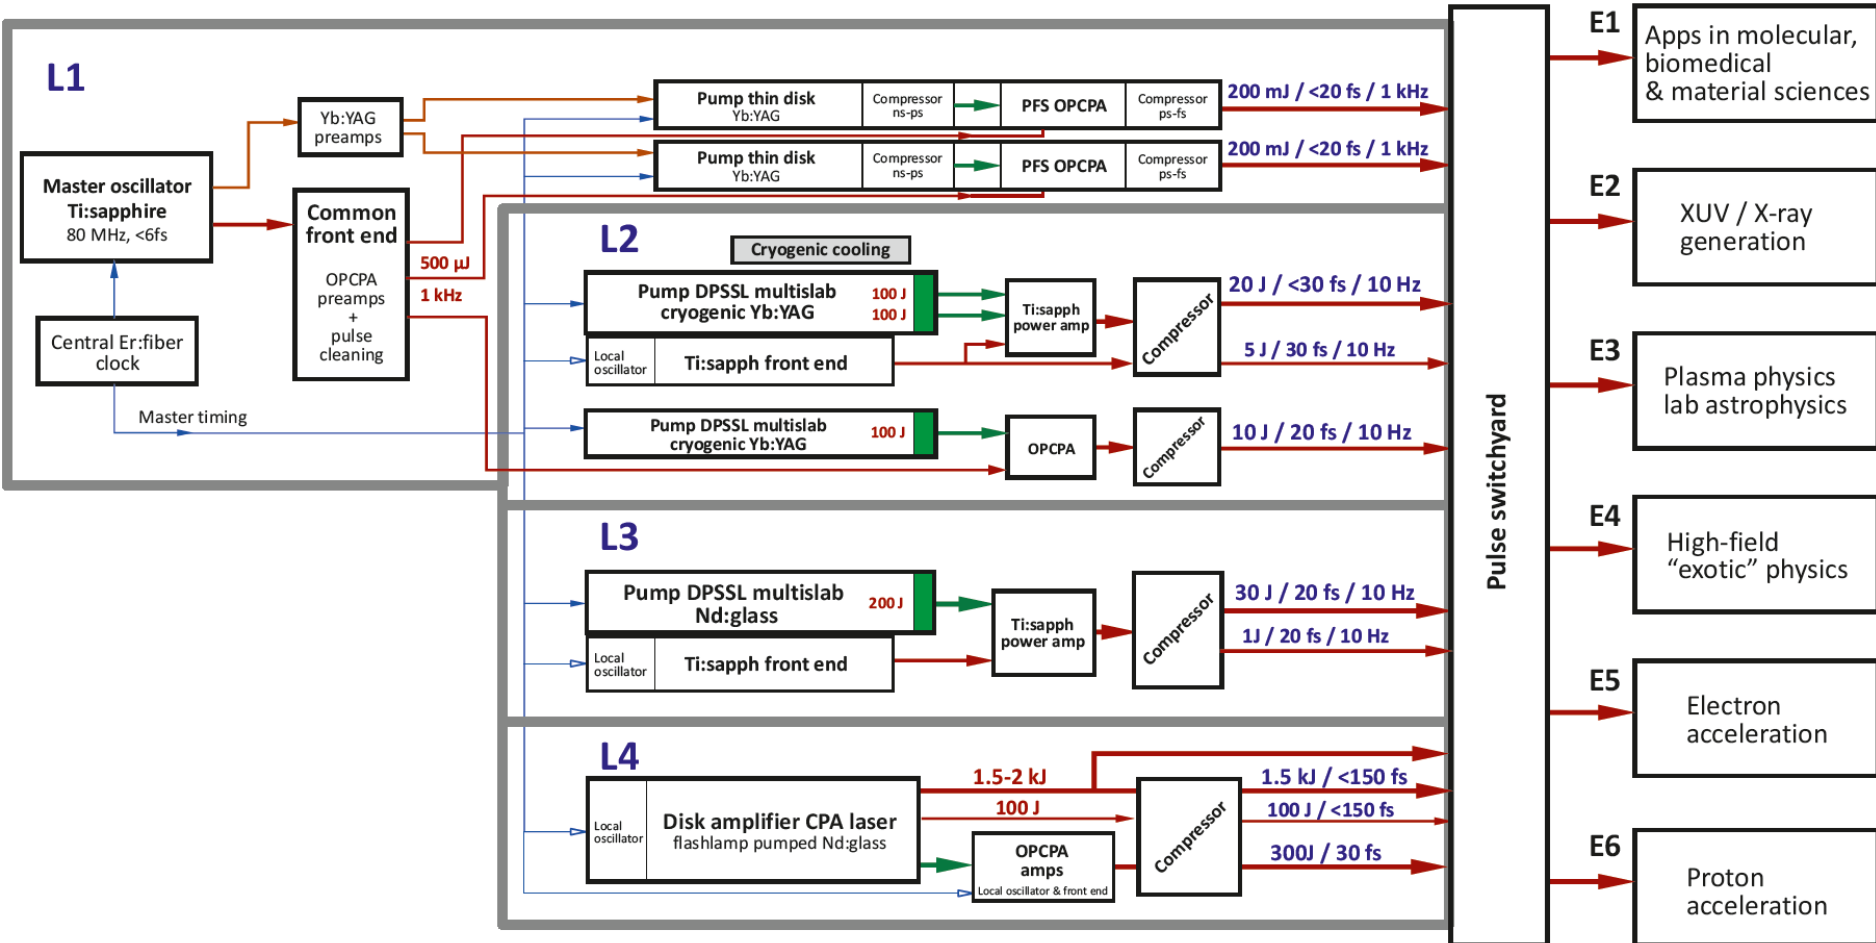 L1
Yb:YAG
preamps
Master oscillator
Ti:sapphire
80 MHz, <6fs
Common
front end
OPCPA
preamps
+
pulse
cleaning
500 µJ
1 kHz
Central Er:fiber
clock
Master timing
Pump thin disk
Yb:YAG
Compressor
ns-ps
PFS OPCPA
Compressor
ps-fs
200 mJ / <20 fs / 1 kHz
Pump thin disk
Yb:YAG
Compressor
ns-ps
PFS OPCPA
Compressor
ps-fs
200 mJ / <20 fs / 1 kHz
L2
Cryogenic cooling
Pump DPSSL multislab
cryogenic Yb:YAG
100 J
100 J
Ti:sapph
power amp
Compressor
20 J / <30 fs / 10 Hz
Local
oscillator
Ti:sapph front end
5 J / 30 fs / 10 Hz
Pump DPSSL multislab
cryogenic Yb:YAG
100 J
OPCPA
Compressor
10 J / 20 fs / 10 Hz
L3
Pump DPSSL multislab
Nd:glass
200 J
Ti:sapph
power amp
Compressor
30 J / 20 fs / 10 Hz
1J / 20 fs / 10 Hz
Local
oscillator
Ti:sapph front end
L4
Local
oscillator
Disk amplifier CPA laser
flashlamp pumped Nd:glass
1.5-2 kJ
100 J
OPCPA
amps
Local oscillator & front end
Compressor
1.5 kJ / <150 fs
100 J / <150 fs
300J / 30 fs
Pulse switchyard
E1
Apps in molecular,
biomedical
& material sciences
E2
XUV / X-ray
generation
E3
Plasma physics
lab astrophysics
E4
High-field
“exotic” physics
E5
Electron
acceleration
E6
Proton
acceleration